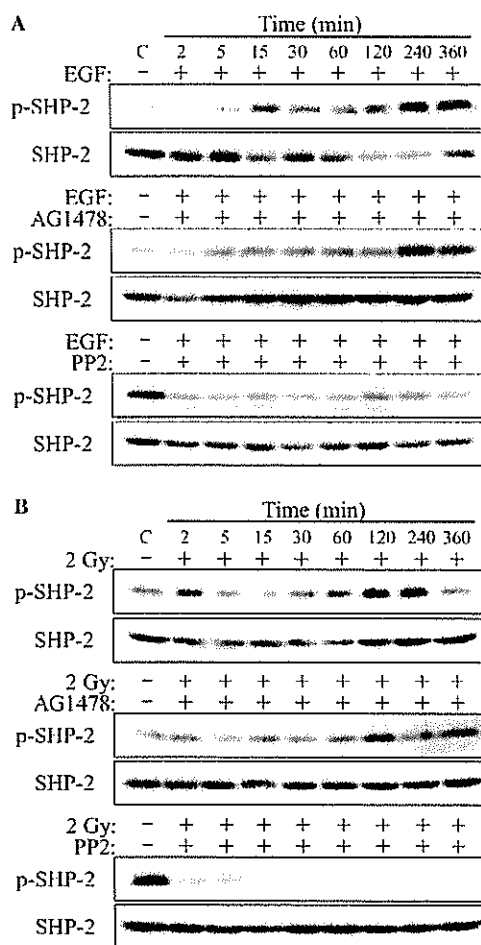 A
Time (min)
C 2 5 15 30 60 120 240 360
EGF: − + + + + + + + +
p-SHP-2
SHP-2
EGF: − + + + + + + + +
AG1478: − + + + + + + + +
p-SHP-2
SHP-2
EGF: − + + + + + + + +
PP2: − + + + + + + + +
p-SHP-2
SHP-2
B
Time (min)
C 2 5 15 30 60 120 240 360
2 Gy: − + + + + + + + +
p-SHP-2
SHP-2
2 Gy: − + + + + + + + +
AG1478: − + + + + + + + +
p-SHP-2
SHP-2
2 Gy: − + + + + + + + +
PP2: − + + + + + + + +
p-SHP-2
SHP-2